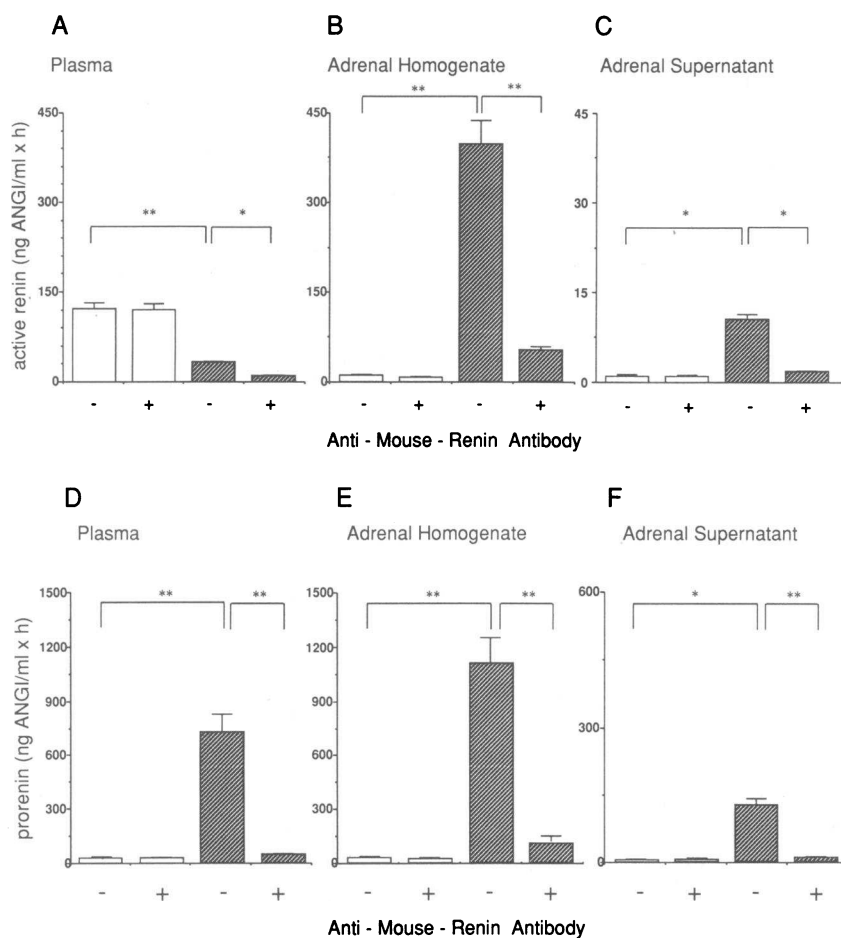 A
B
C
Plasma
Adrenal Homogenate
Adrenal Supernatant
active renin (ng ANGI/ml x h)
450
300
150
0
** *
- + - +
450
300
150
0
** **
- + - +
45
30
15
0
* *
- + - +
Anti - Mouse - Renin Antibody
D
E
F
Plasma
Adrenal Homogenate
Adrenal Supernatant
prorenin (ng ANGI/ml x h)
1500
1200
900
600
300
0
** **
- + - +
1500
1200
900
600
300
0
** **
- + - +
600
300
0
* **
- + - +
Anti - Mouse - Renin Antibody